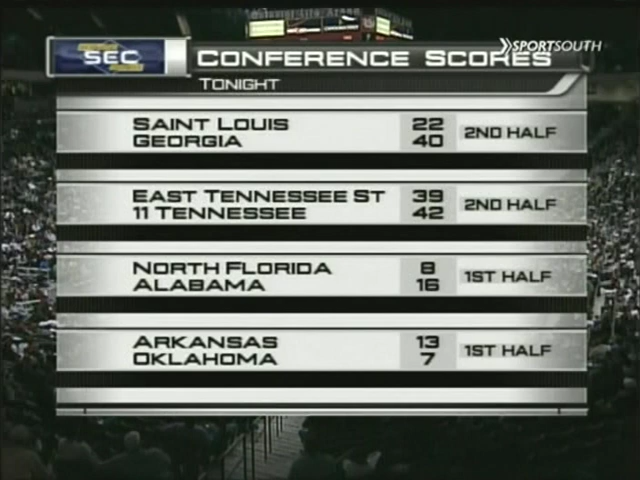 SEC
CONFERENCE SCORES
SPORTSOUTH
TONIGHT
SAINT LOUIS 22
GEORGIA 40
2ND HALF
EAST TENNESSEE ST 39
11 TENNESSEE 42
2ND HALF
NORTH FLORIDA 8
ALABAMA 16
1ST HALF
ARKANSAS 13
OKLAHOMA 7
1ST HALF